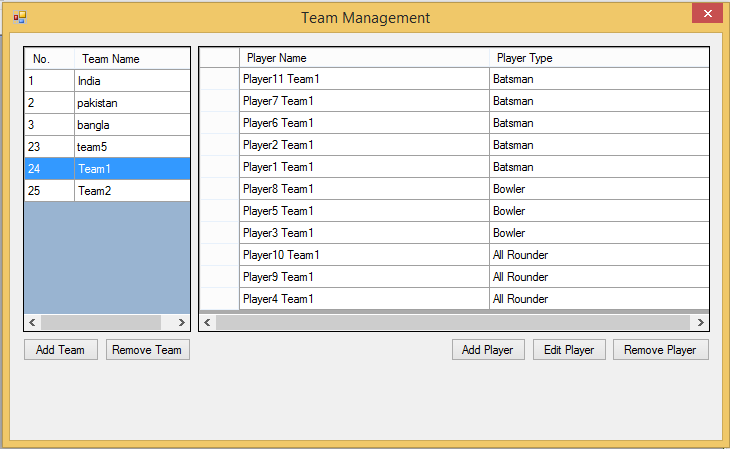 Team Management
No. Team Name
1 India
2 pakistan
3 bangla
23 team5
24 Team1
25 Team2
Player Name Player Type
Player11 Team1 Batsman
Player7 Team1 Batsman
Player6 Team1 Batsman
Player2 Team1 Batsman
Player1 Team1 Batsman
Player8 Team1 Bowler
Player5 Team1 Bowler
Player3 Team1 Bowler
Player10 Team1 All Rounder
Player9 Team1 All Rounder
Player4 Team1 All Rounder
Add Team Remove Team Add Player Edit Player Remove Player